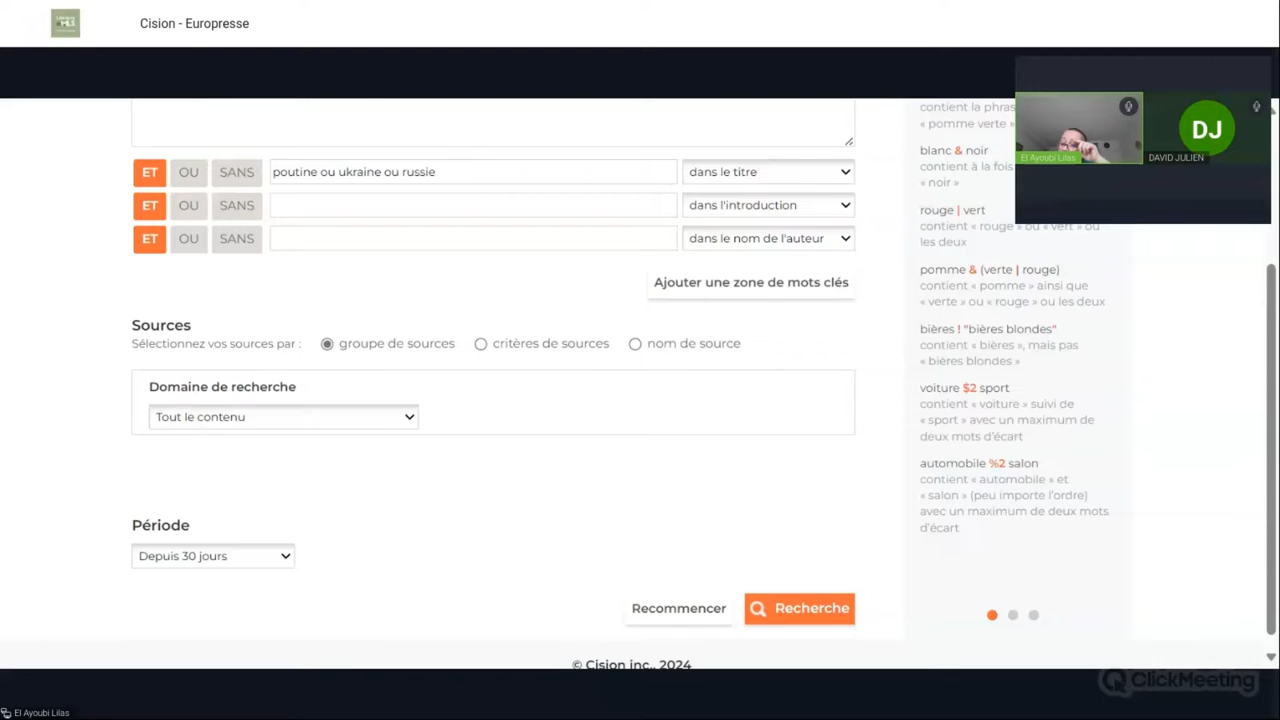 Cision - Europresse
ET OU SANS poutine ou ukraine ou russie dans le titre
ET OU SANS dans l'introduction
ET OU SANS dans le nom de l'auteur
Ajouter une zone de mots clés
Sources
Sélectionnez vos sources par : groupe de sources critères de sources nom de source
Domaine de recherche
Tout le contenu
Période
Depuis 30 jours
Recommencer Recherche
© Cision inc., 2024
contient la phras
« pomme verte »
blanc & noir
contient à la fois
« noir »
rouge | vert
contient « rouge » ou « vert » ou
les deux
pomme & (verte | rouge)
contient « pomme » ainsi que
« verte » ou « rouge » ou les deux
bières ! "bières blondes"
contient « bières », mais pas
« bières blondes »
voiture $2 sport
contient « voiture » suivi de
« sport » avec un maximum de
deux mots d'écart
automobile %2 salon
contient « automobile » et
« salon » (peu importe l'ordre)
avec un maximum de deux mots
d'écart
DJ
El Ayoubi Lilas DAVID JULIEN
ClickMeeting
El Ayoubi Lilas